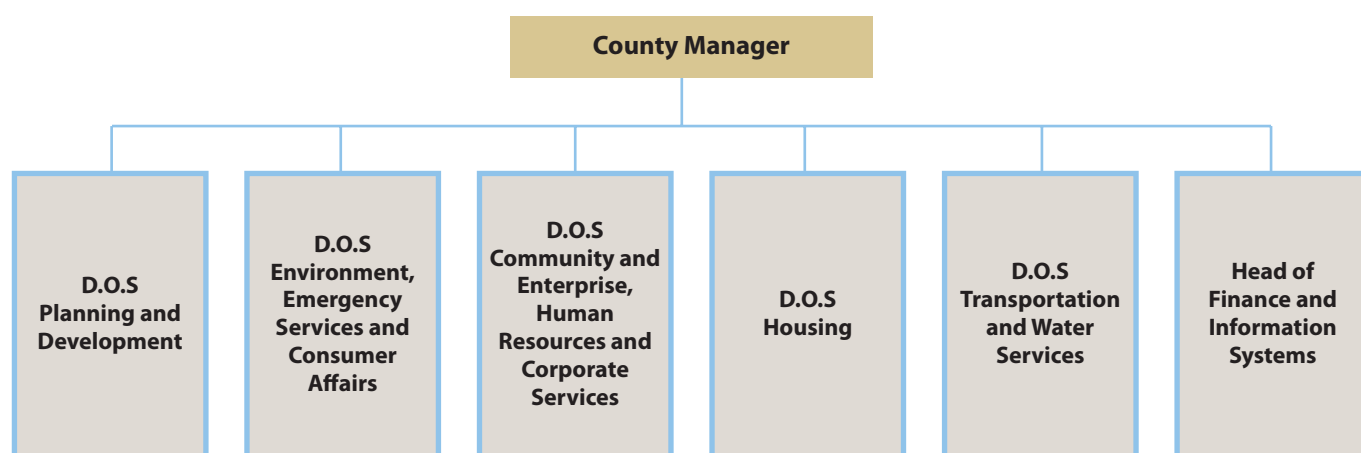 County Manager
D.O.S
Planning and
Development
D.O.S
Environment,
Emergency
Services and
Consumer
Affairs
D.O.S
Community and
Enterprise,
Human
Resources and
Corporate
Services
D.O.S
Housing
D.O.S
Transportation
and Water
Services
Head of
Finance and
Information
Systems